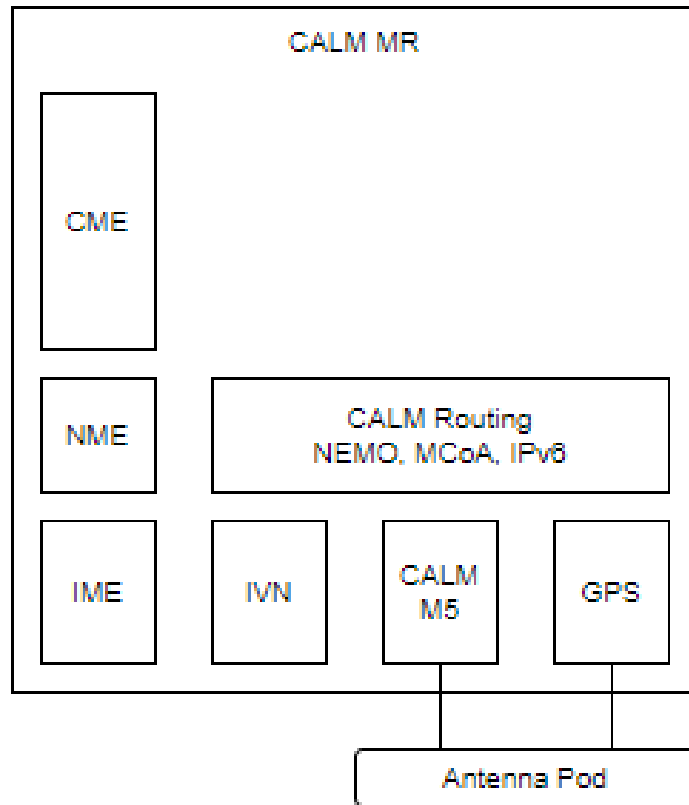 CALM MR
CME
NME
CALM Routing
NEMO, MCoA, IPv6
IME
IVN
CALM
M5
GPS
Antenna Pod